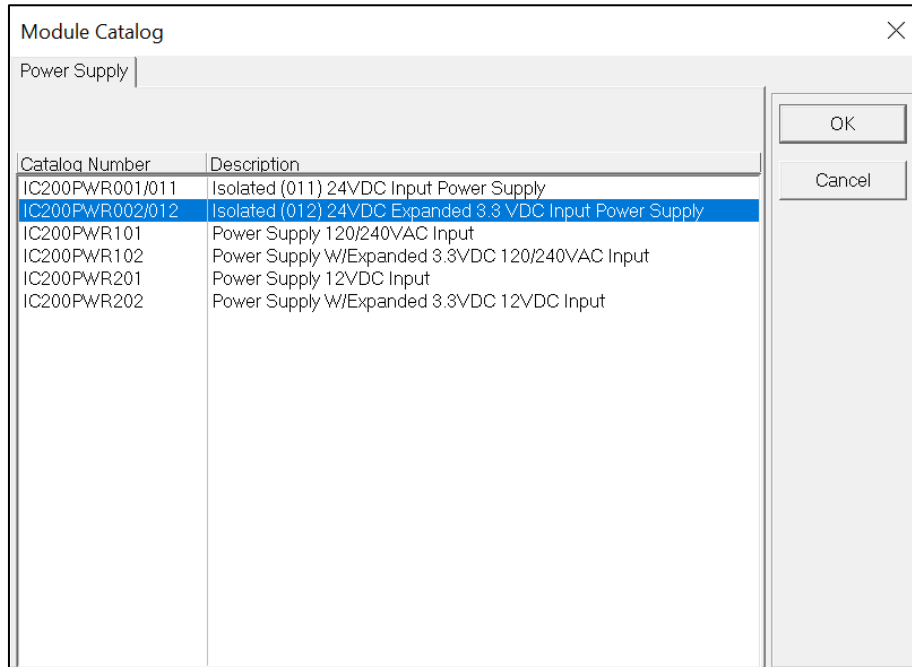 Module Catalog
Power Supply
OK
Cancel
Catalog Number Description
IC200PWR001/011 Isolated (011) 24VDC Input Power Supply
IC200PWR002/012 Isolated (012) 24VDC Expanded 3.3 VDC Input Power Supply
IC200PWR101 Power Supply 120/240VAC Input
IC200PWR102 Power Supply W/Expanded 3.3VDC 120/240VAC Input
IC200PWR201 Power Supply 12VDC Input
IC200PWR202 Power Supply W/Expanded 3.3VDC 12VDC Input